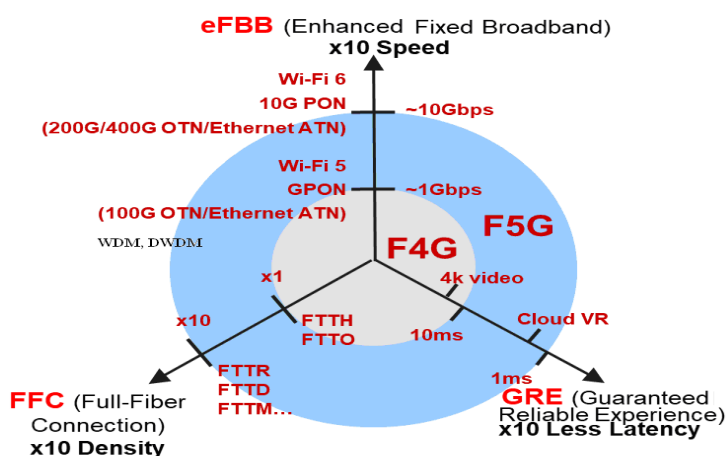 eFBB (Enhanced Fixed Broadband)
x10 Speed
Wi-Fi 6
10G PON
~10Gbps
(200G/400G OTN/Ethernet ATN)
Wi-Fi 5
GPON
~1Gbps
(100G OTN/Ethernet ATN)
WDM, DWDM
F5G
F4G
x1
4k video
x10
FTTH
FTTO
10ms
Cloud VR
FTTR
FTTD
FTTM...
1ms
FFC (Full-Fiber
Connection)
x10 Density
GRE (Guaranteed
Reliable Experience)
x10 Less Latency